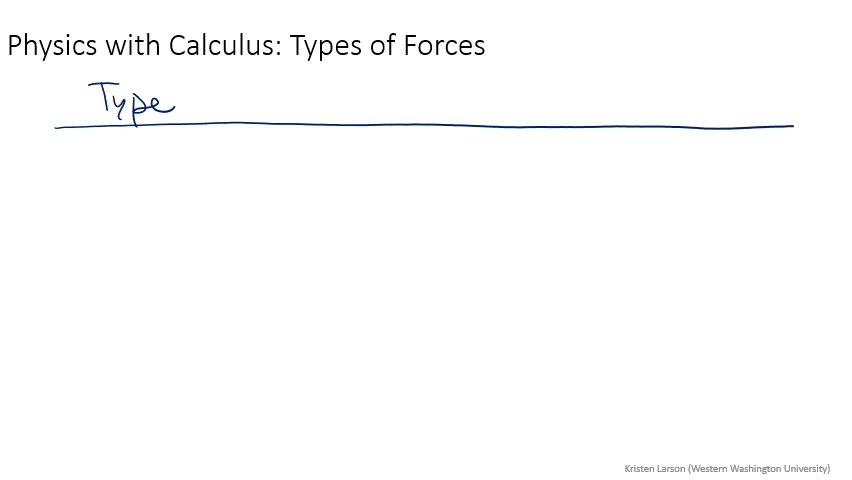 Physics with Calculus: Types of Forces
Type
Kristen Larson (Western Washington University)